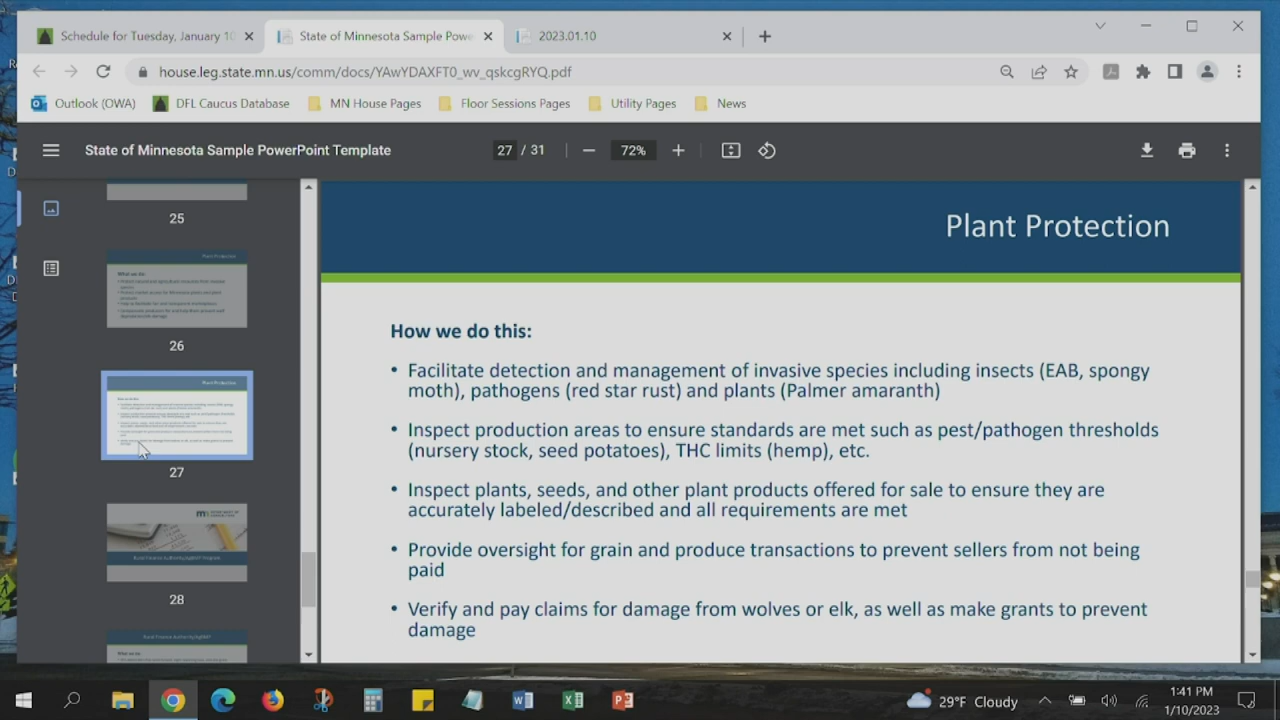 Schedule for Tuesday, January 10
State of Minnesota Sample Powe
2023.01.10
house.leg.state.mn.us/comm/docs/YAwYDAXFT0_wv_qskcgRYQ.pdf
Outlook (OWA)
DFL Caucus Database
MN House Pages
Floor Sessions Pages
Utility Pages
News
State of Minnesota Sample PowerPoint Template
27 / 31
72%
25
Plant Protection
What we do:
26
Plant Protection
27
28
Plant Protection
How we do this:
• Facilitate detection and management of invasive species including insects (EAB, spongy
moth), pathogens (red star rust) and plants (Palmer amaranth)
• Inspect production areas to ensure standards are met such as pest/pathogen thresholds
(nursery stock, seed potatoes), THC limits (hemp), etc.
• Inspect plants, seeds, and other plant products offered for sale to ensure they are
accurately labeled/described and all requirements are met
• Provide oversight for grain and produce transactions to prevent sellers from not being
paid
• Verify and pay claims for damage from wolves or elk, as well as make grants to prevent
damage
29°F Cloudy
1:41 PM
1/10/2023